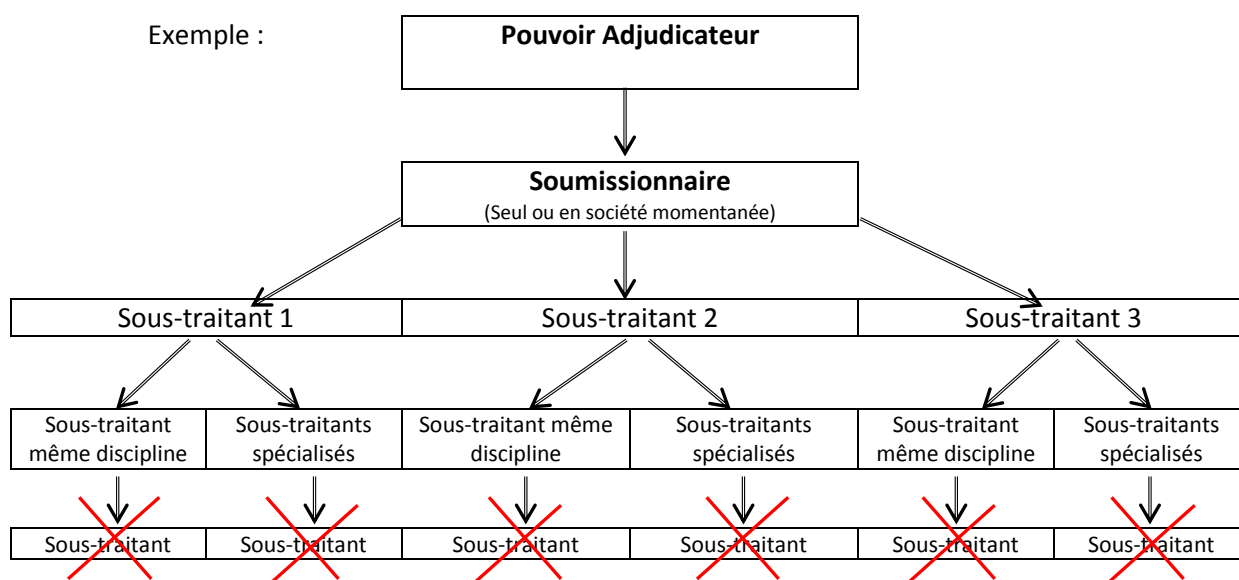 Exemple :
Pouvoir Adjudicateur
Soumissionnaire
(Seul ou en société momentanée)
Sous-traitant 1
Sous-traitant 2
Sous-traitant 3
Sous-traitant
même discipline
Sous-traitants
spécialisés
Sous-traitant même
discipline
Sous-traitants
spécialisés
Sous-traitant
même discipline
Sous-traitants
spécialisés
Sous-traitant
Sous-traitant
Sous-traitant
Sous-traitant
Sous-traitant
Sous-traitant